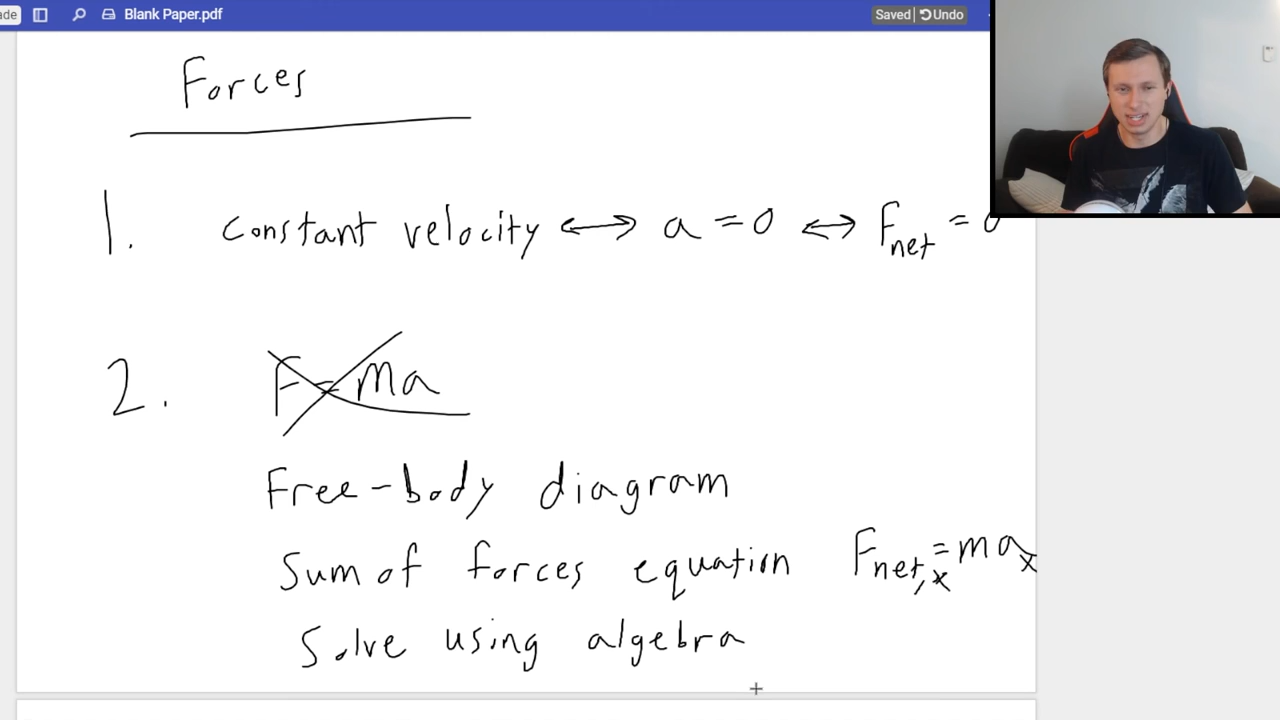 ade
Blank Paper.pdf
Saved
Undo
Forces
1. constant velocity ↔ a = 0 ↔ Fnet = 0
2. F = ma
Free-body diagram
Sum of forces equation Fnet,x = max
Solve using algebra